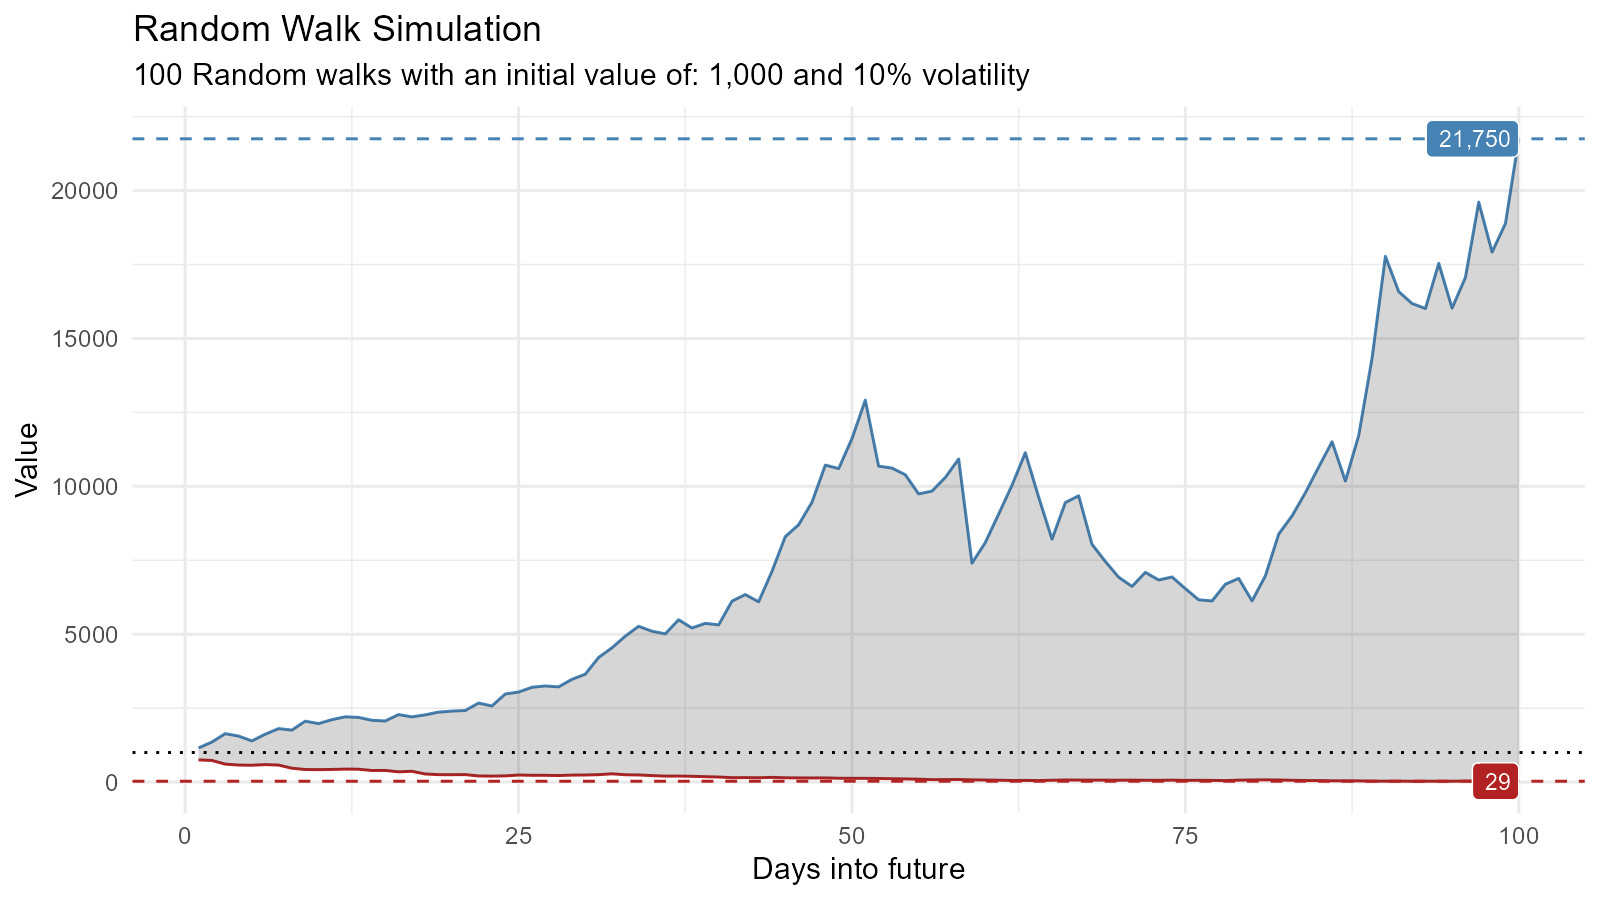 Random Walk Simulation
100 Random walks with an initial value of: 1,000 and 10% volatility
21,750
20000
15000
10000
5000
0
Value
29
0 25 50 75 100
Days into future